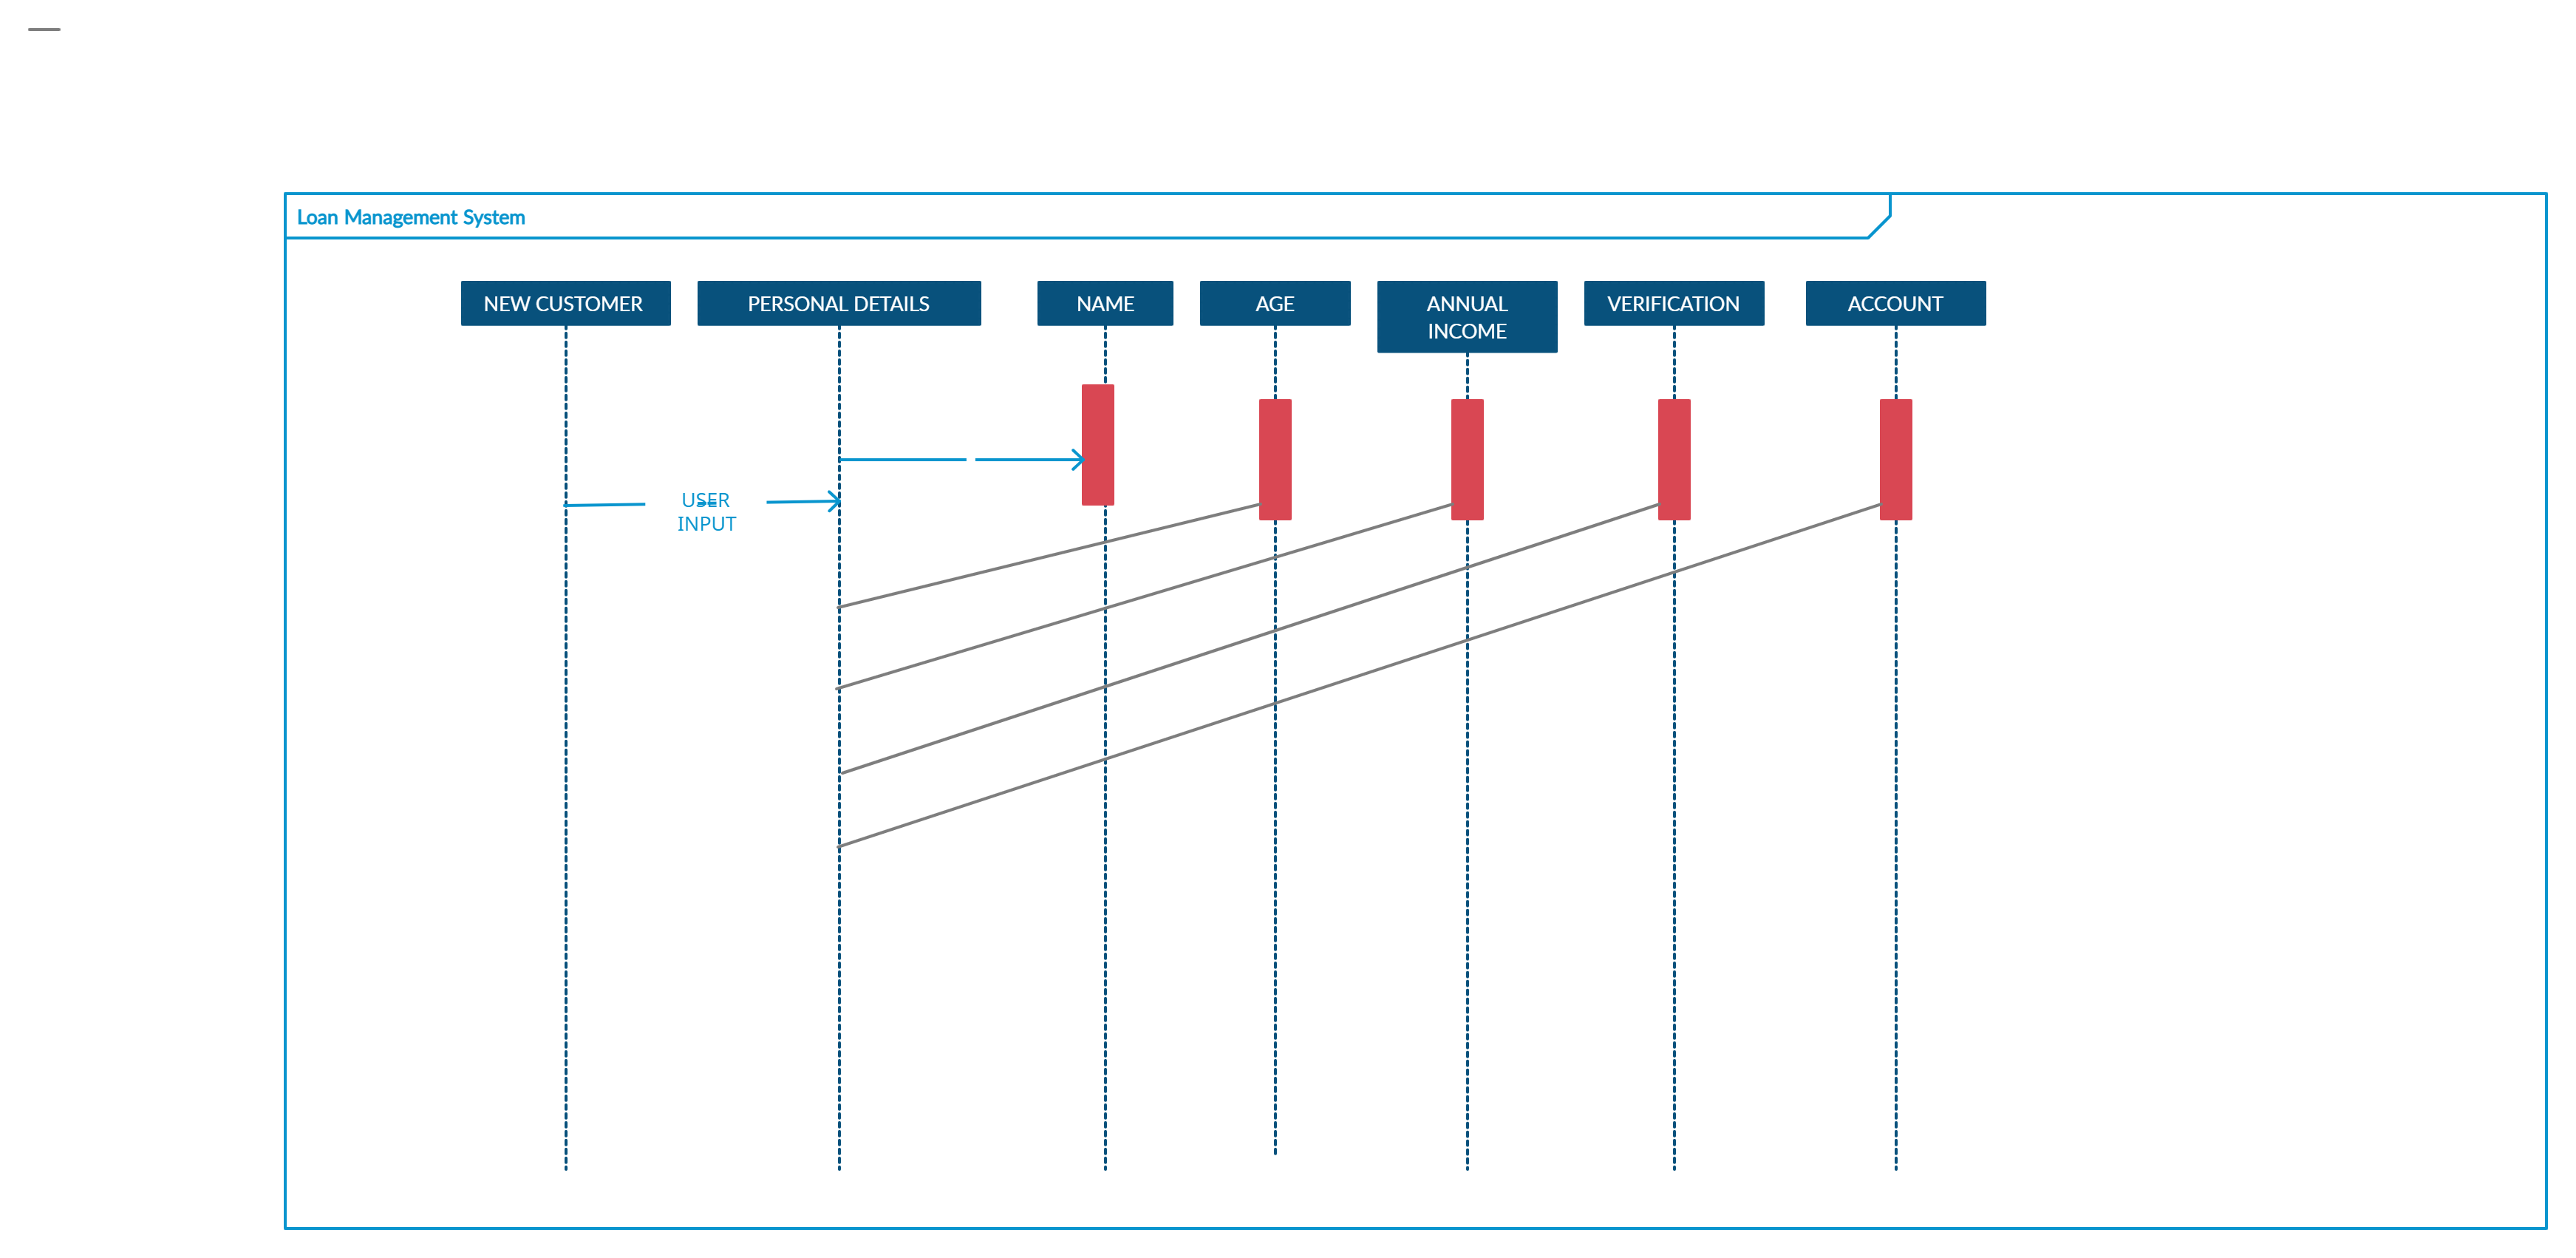 Loan Management System
NEW CUSTOMER
PERSONAL DETAILS
NAME
AGE
ANNUAL
INCOME
VERIFICATION
ACCOUNT
USER
INPUT